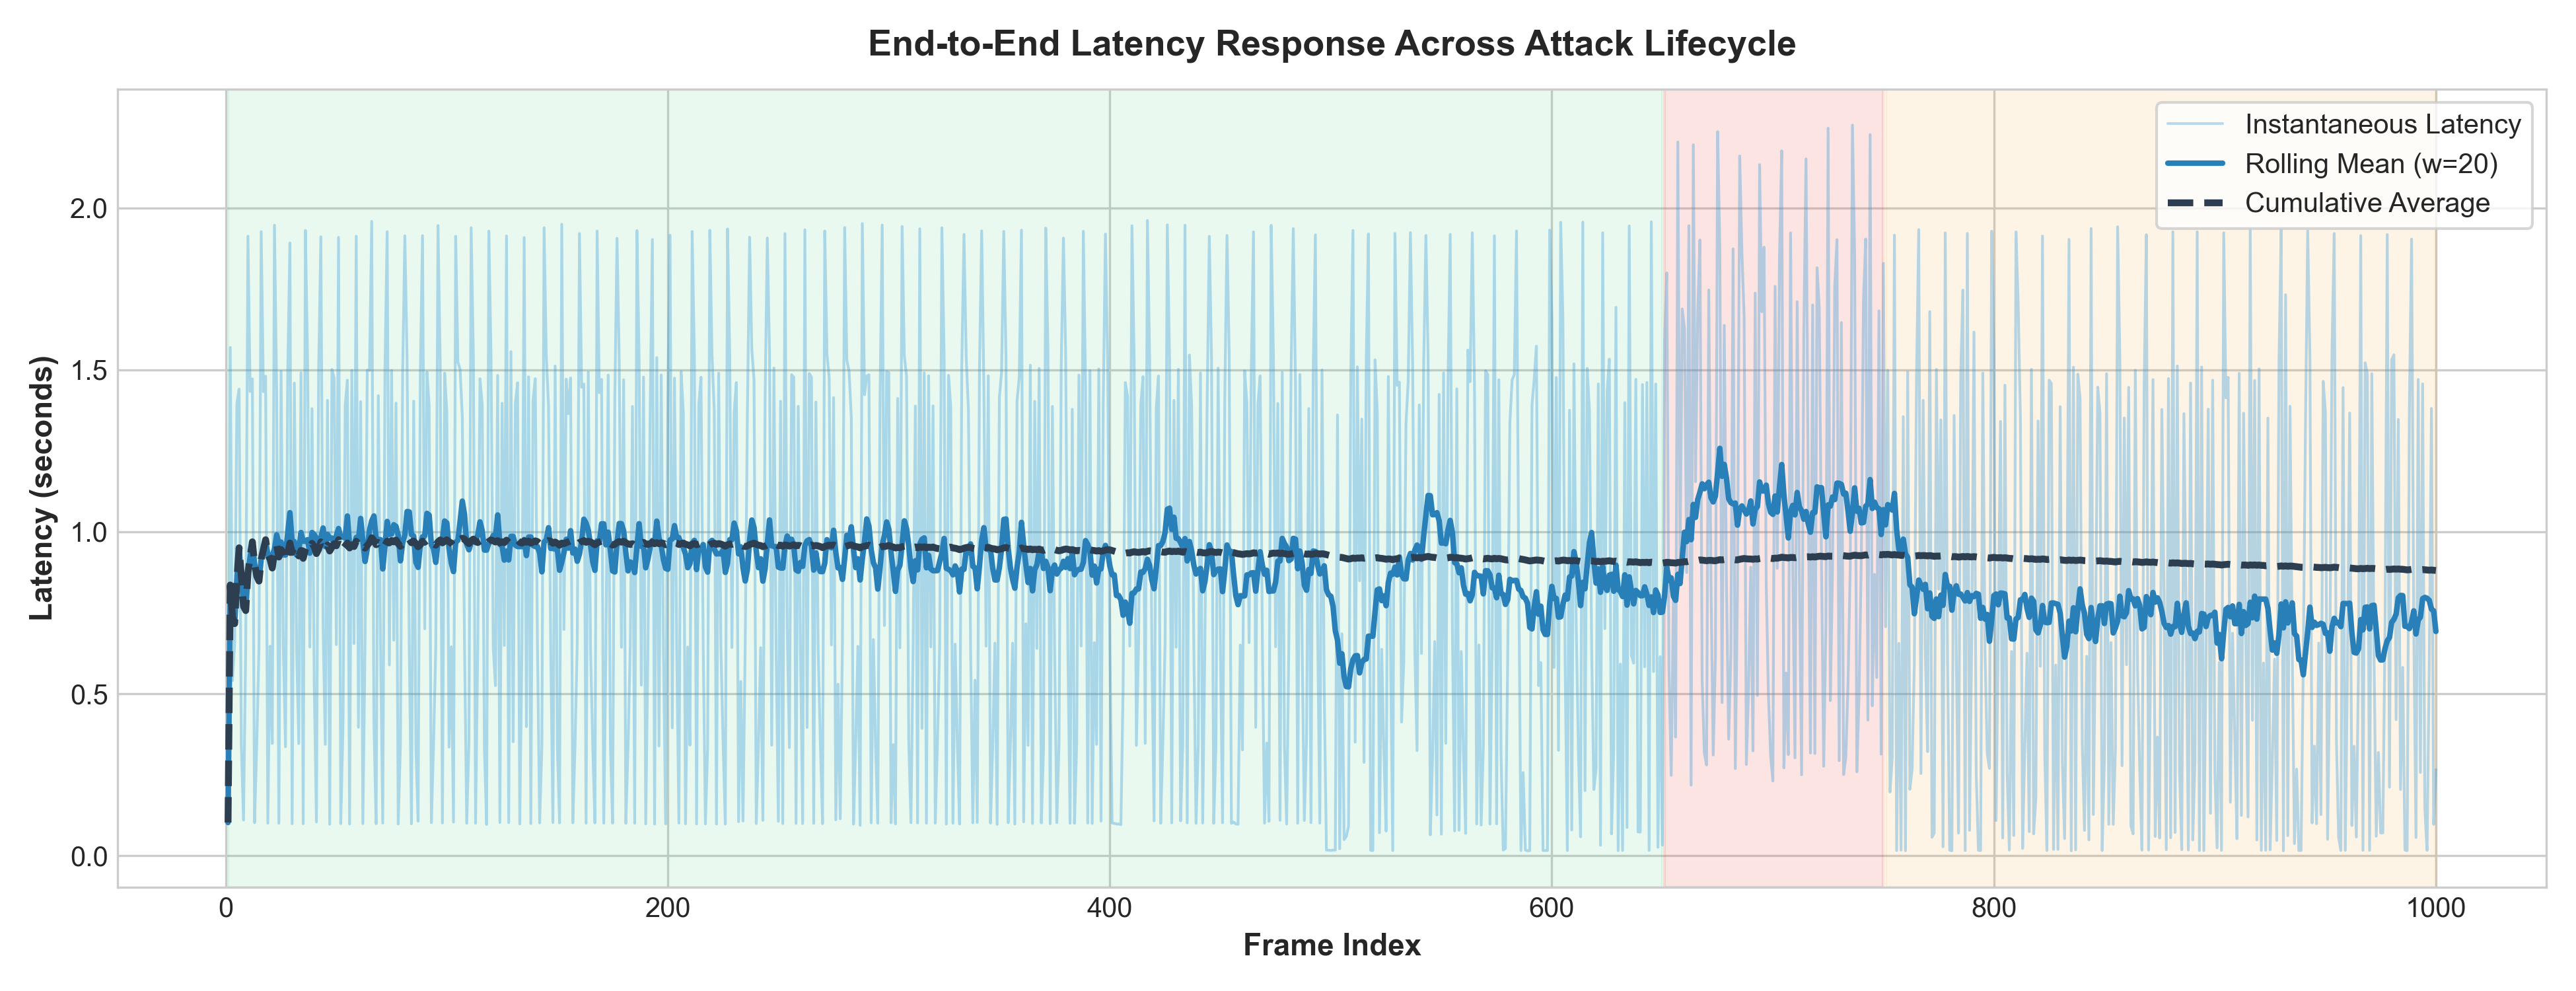 End-to-End Latency Response Across Attack Lifecycle
Instantaneous Latency
Rolling Mean (w=20)
Cumulative Average
Latency (seconds)
2.0
1.5
1.0
0.5
0.0
0 200 400 600 800 1000
Frame Index